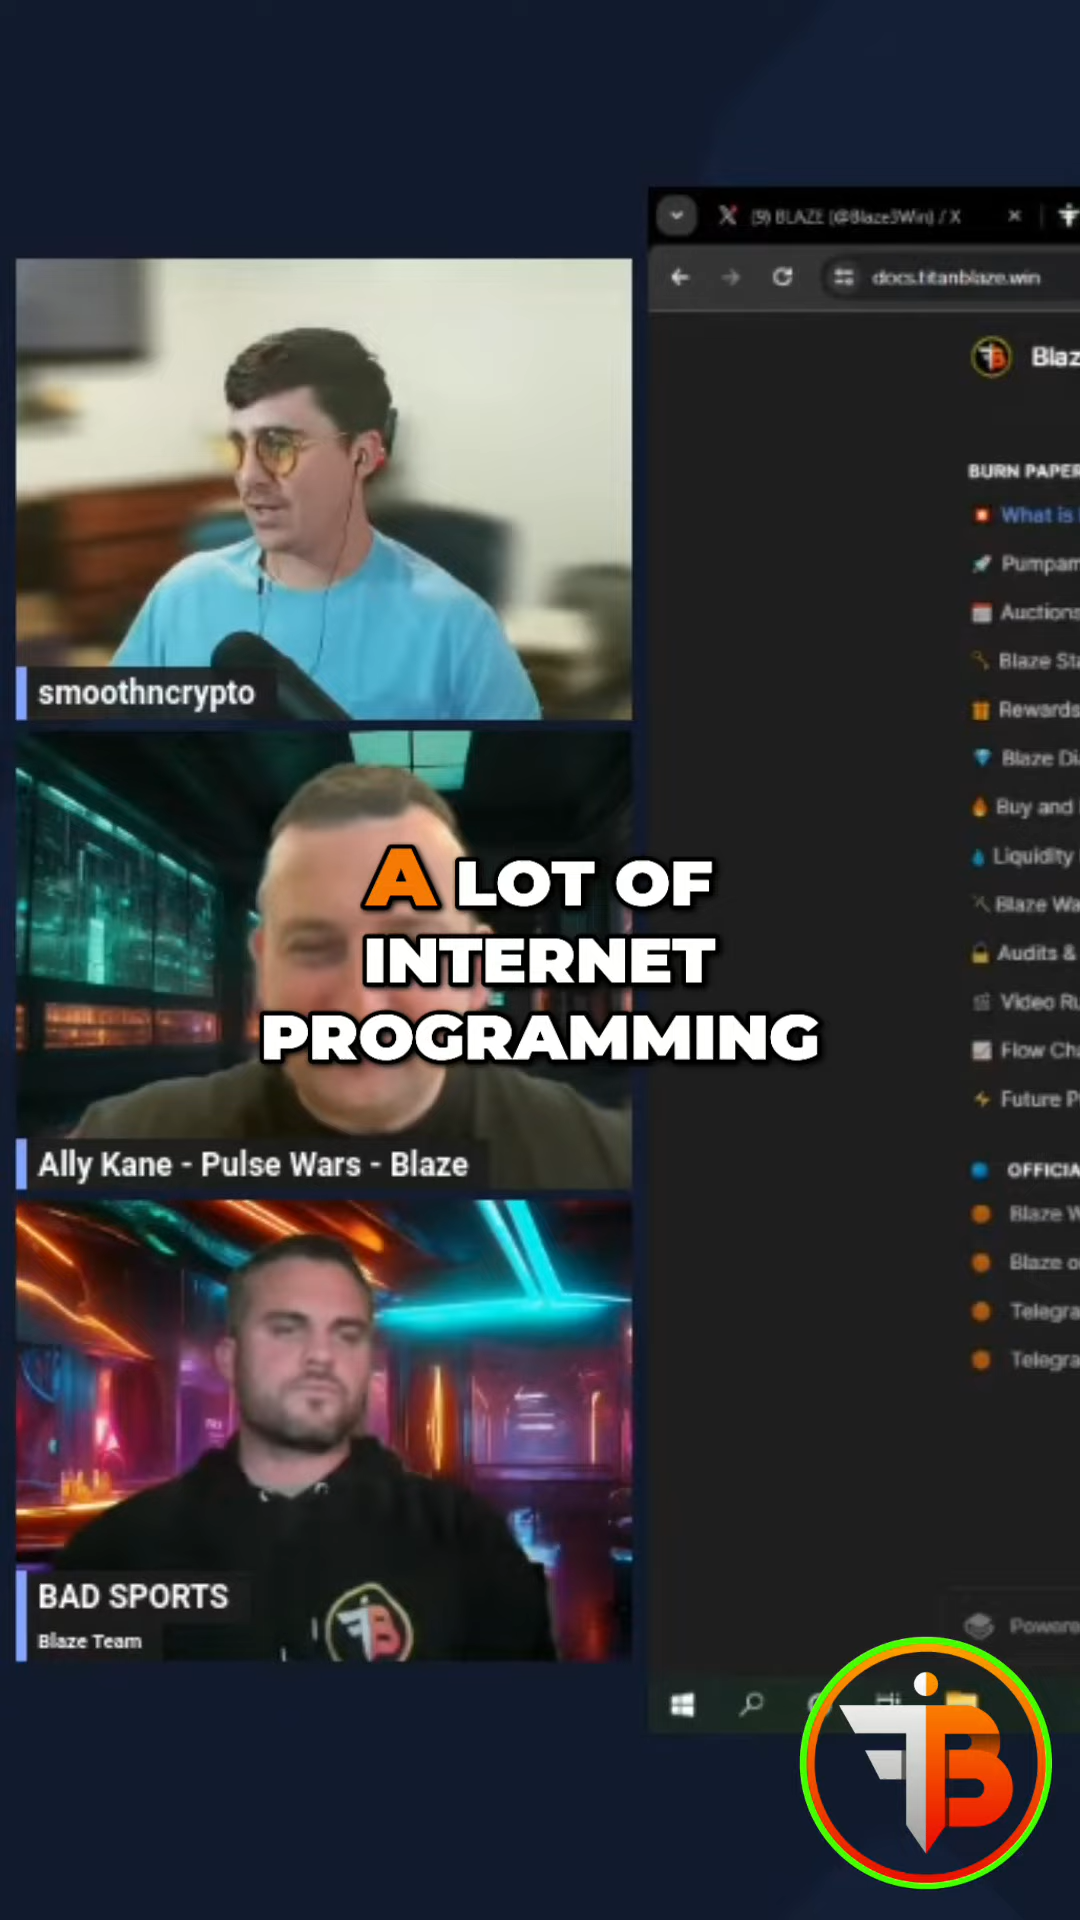 (9) BLAZE (@Blaze3Win) / X
docs.titanblaze.win
Blaz
BURN PAPER
What is
Pumpam
Auctions
Blaze Sta
Rewards
Blaze Di
Buy and
Liquidity
Blaze Wa
Audits &
Video Ru
Flow Cha
Future P
OFFICIA
Blaze W
Blaze o
Telegra
Telegra
Powere
smoothncrypto
A LOT OF
INTERNET
PROGRAMMING
Ally Kane - Pulse Wars - Blaze
BAD SPORTS
Blaze Team